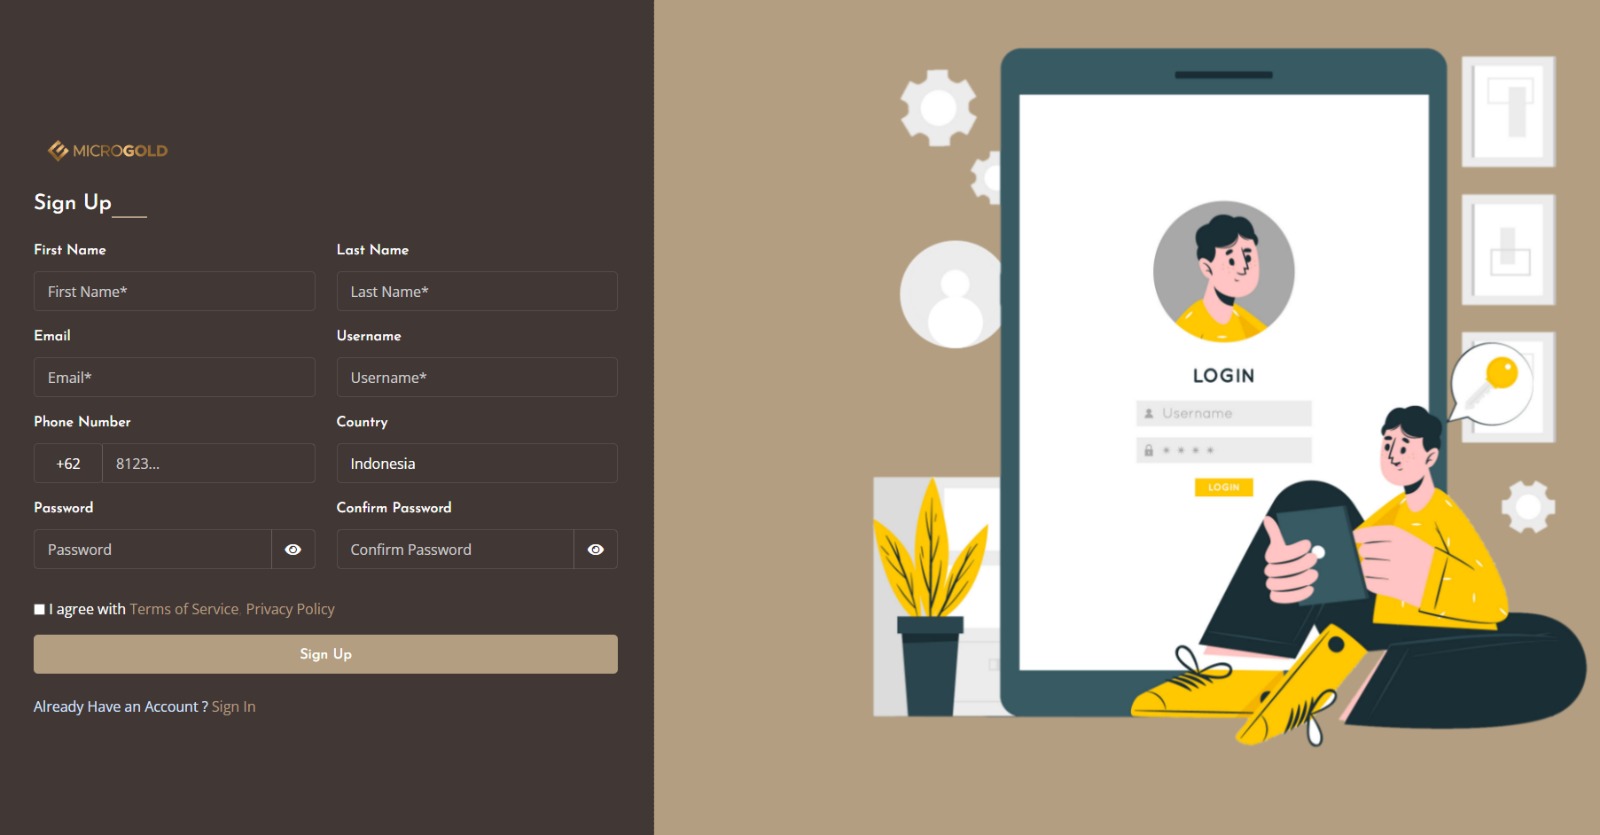 MICROGOLD
Sign Up
First Name
Last Name
First Name*
Last Name*
Email
Username
Email*
Username*
Phone Number
Country
+62
8123...
Indonesia
Password
Confirm Password
Password
Confirm Password
I agree with Terms of Service, Privacy Policy
Sign Up
Already Have an Account ? Sign In
LOGIN
Username
* * * *
LOGIN